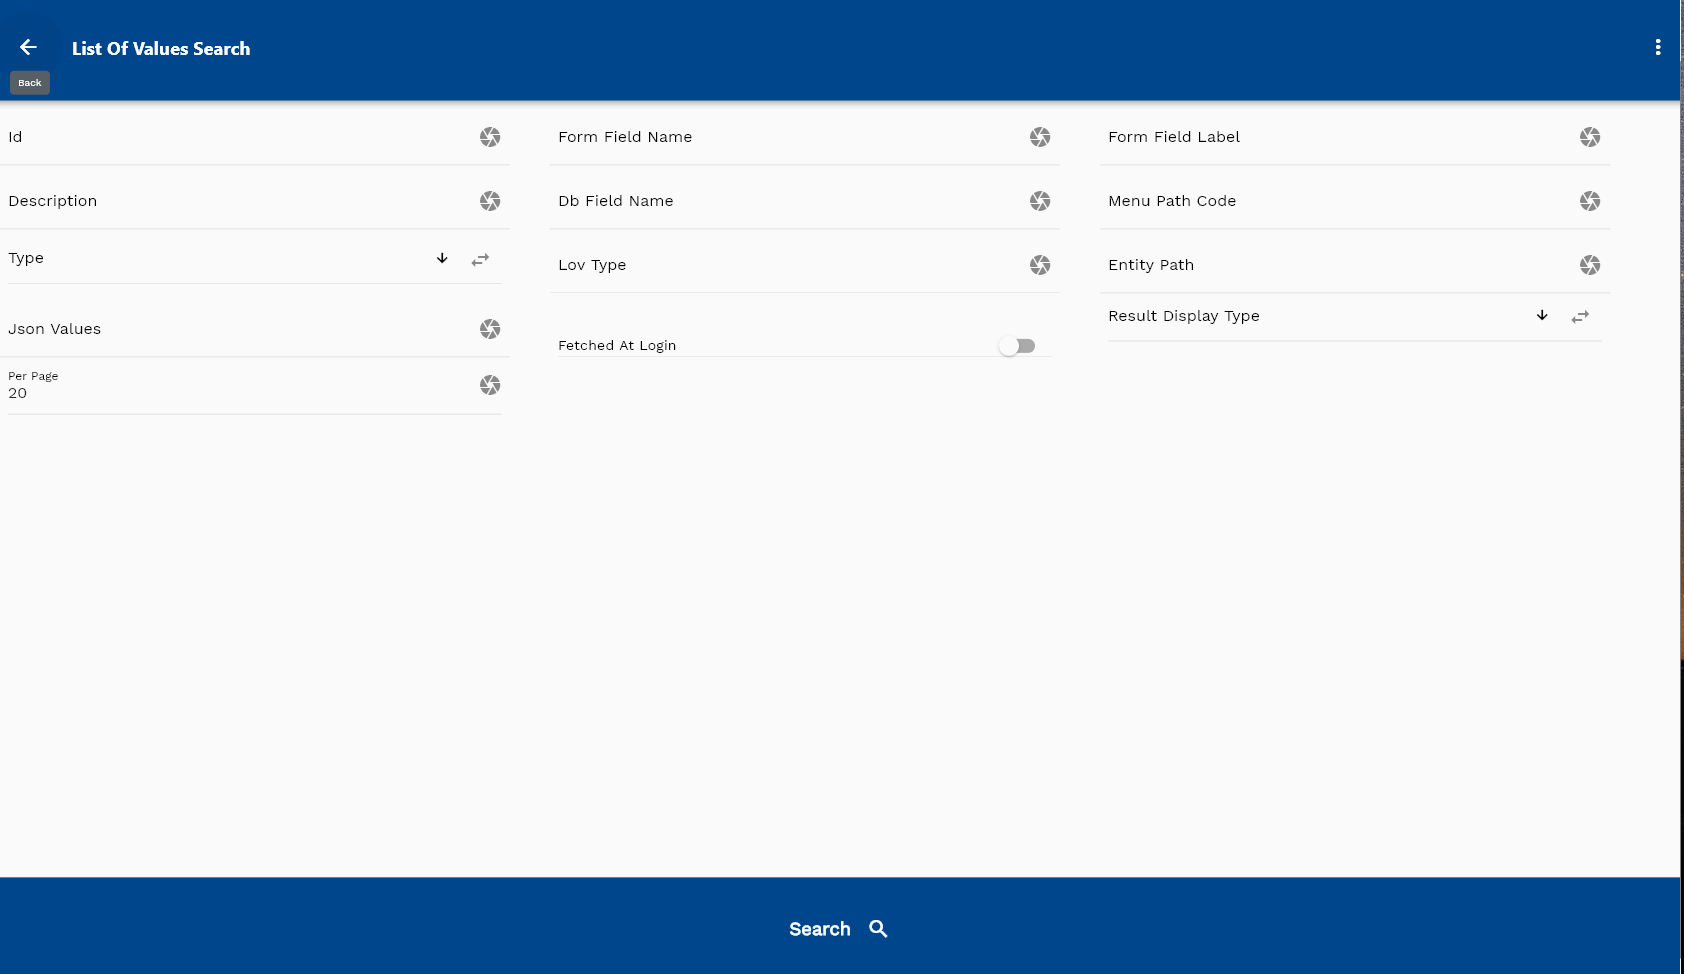 List Of Values Search
Back
Id
Form Field Name
Form Field Label
Description
Db Field Name
Menu Path Code
Type
Lov Type
Entity Path
Json Values
Fetched At Login
Result Display Type
Per Page
20
Search